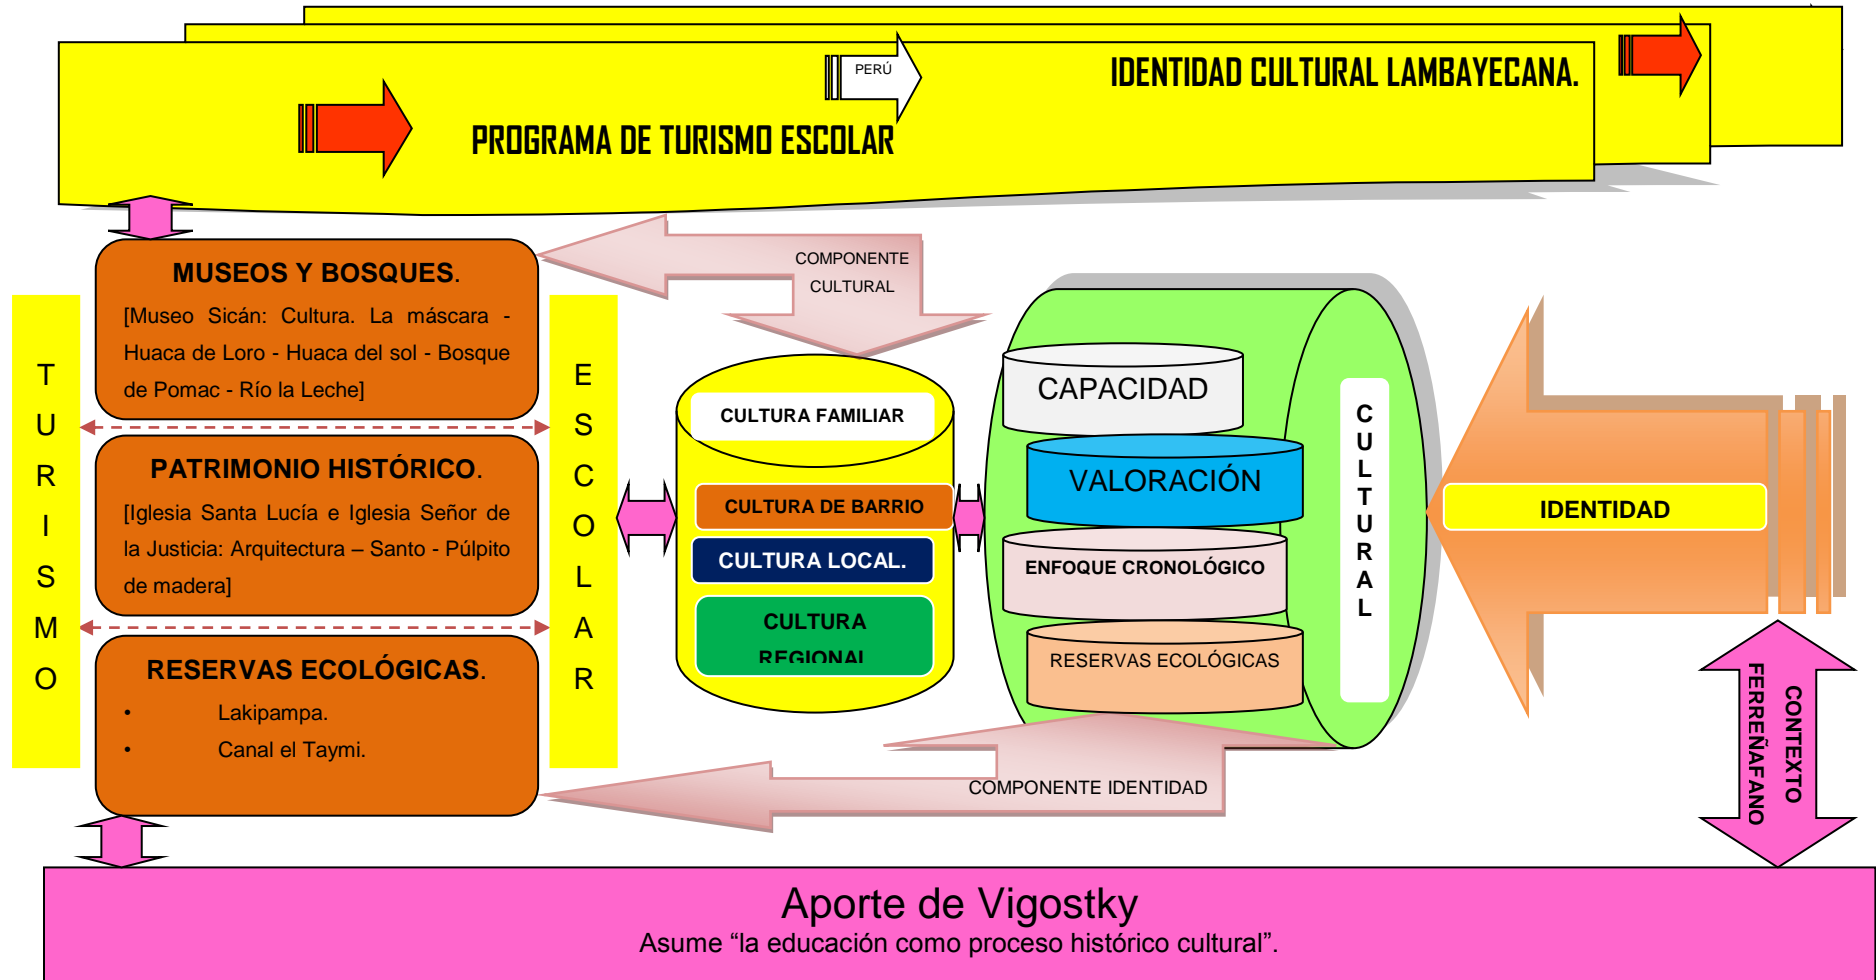 PERÚ
IDENTIDAD CULTURAL LAMBAYECANA.
PROGRAMA DE TURISMO ESCOLAR
TURISMO
MUSEOS Y BOSQUES.
[Museo Sicán: Cultura. La máscara -
Huaca de Loro - Huaca del sol - Bosque
de Pomac - Río la Leche]
PATRIMONIO HISTÓRICO.
[Iglesia Santa Lucía e Iglesia Señor de
la Justicia: Arquitectura – Santo - Púlpito
de madera]
RESERVAS ECOLÓGICAS.
• Lakipampa.
• Canal el Taymi.
ESCOLAR
COMPONENTE
CULTURAL
CULTURA FAMILIAR
CULTURA DE BARRIO
CULTURA LOCAL.
CULTURA
REGIONAL
CAPACIDAD
VALORACIÓN
ENFOQUE CRONOLÓGICO
RESERVAS ECOLÓGICAS
CULTURAL
IDENTIDAD
COMPONENTE IDENTIDAD
CONTEXTO
FERREÑAFANO
Aporte de Vigostky
Asume “la educación como proceso histórico cultural”.